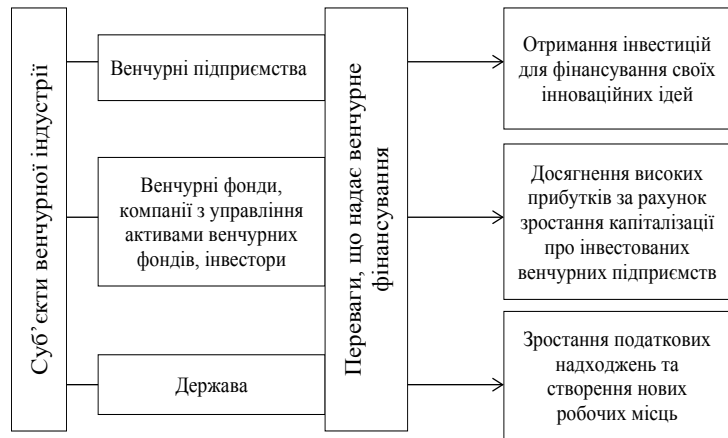 Суб’єкти венчурної індустрії
Венчурні підприємства
Венчурні фонди,
компанії з управління
активами венчурних
фондів, інвестори
Держава
Переваги, що надає венчурне
фінансування
Отримання інвестицій
для фінансування своїх
інноваційних ідей
Досягнення високих
прибутків за рахунок
зростання капіталізації
про інвестованих
венчурних підприємств
Зростання податкових
надходжень та
створення нових
робочих місць